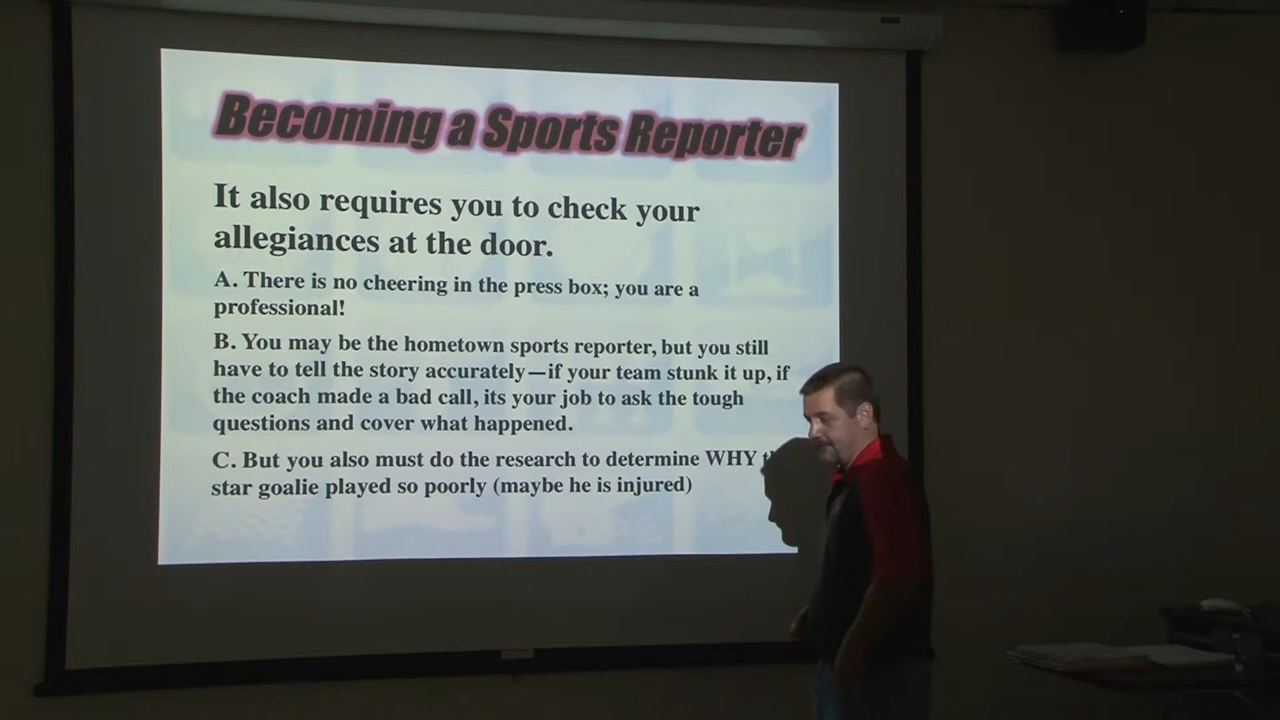 Becoming a Sports Reporter
It also requires you to check your
allegiances at the door.
A. There is no cheering in the press box; you are a
professional!
B. You may be the hometown sports reporter, but you still
have to tell the story accurately—if your team stunk it up, if
the coach made a bad call, its your job to ask the tough
questions and cover what happened.
C. But you also must do the research to determine WHY
star goalie played so poorly (maybe he is injured)